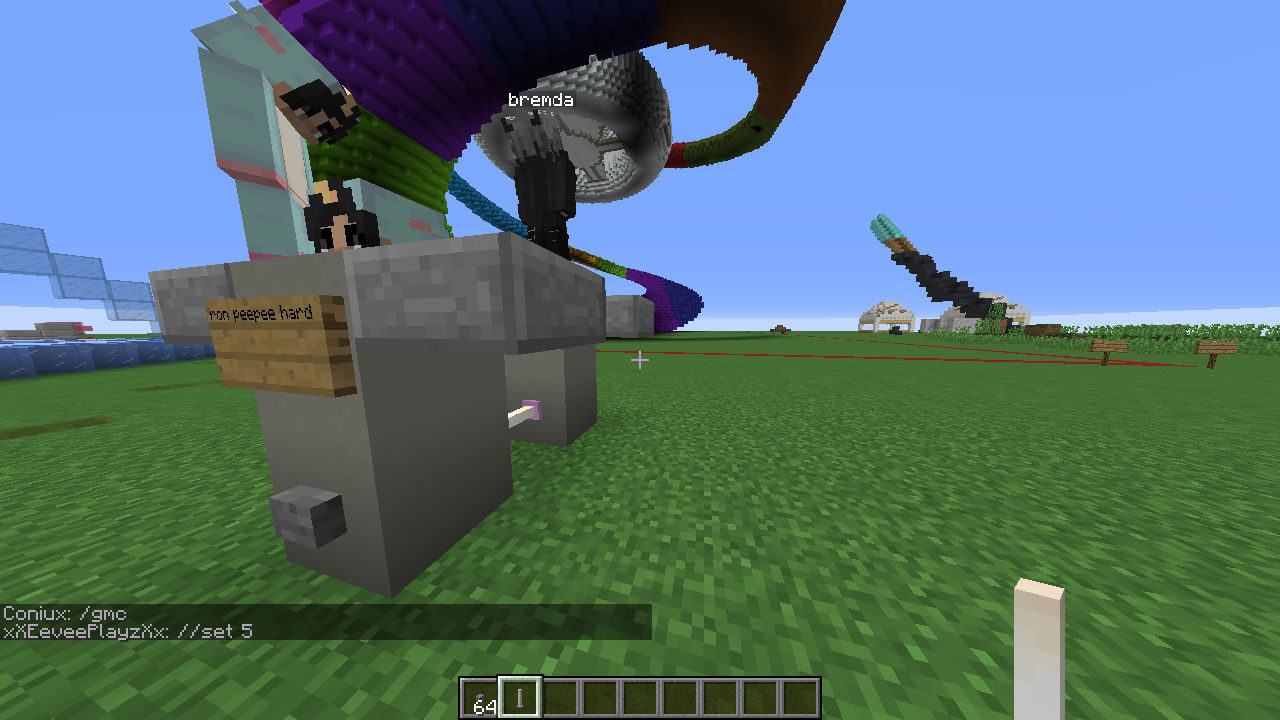 bremda
ron peepee hard
Coniux: /gmc
xXEeveePlayzXx: //set 5
64